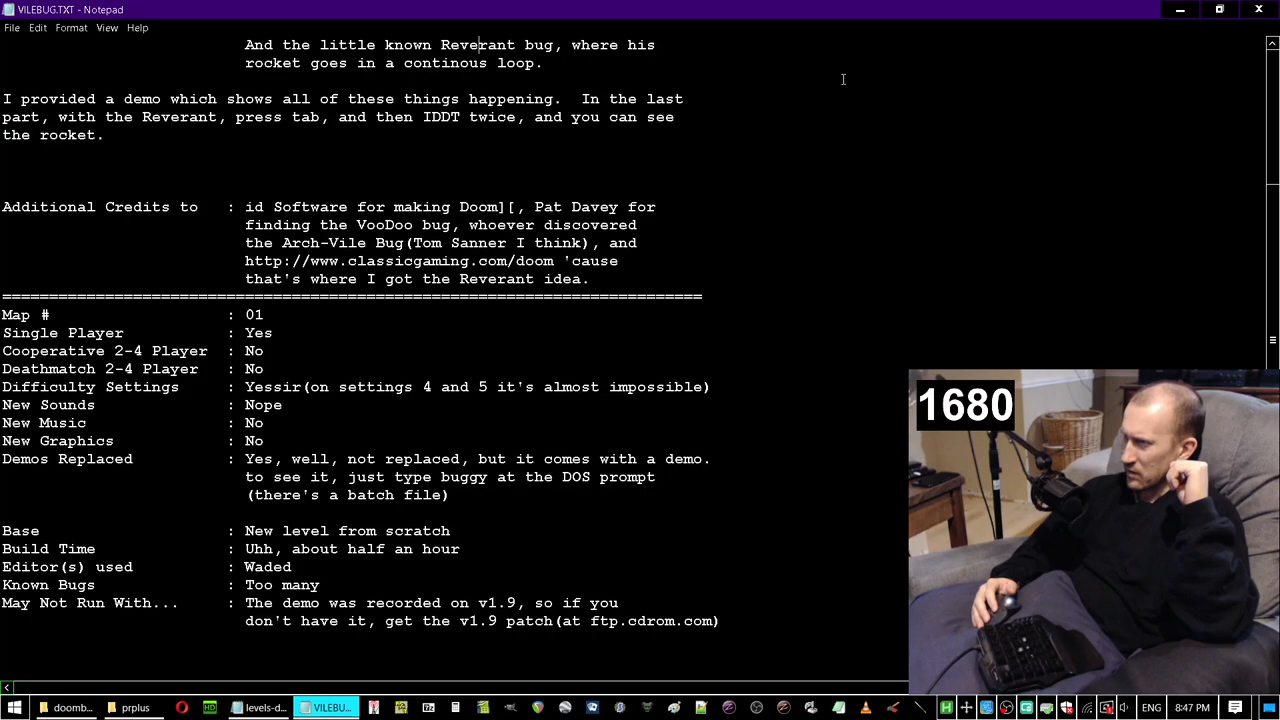 VILEBUG.TXT - Notepad
File Edit Format View Help
And the little known Reverant bug, where his
rocket goes in a continous loop.
I provided a demo which shows all of these things happening. In the last
part, with the Reverant, press tab, and then IDDT twice, and you can see
the rocket.
Additional Credits to : id Software for making Doom][, Pat Davey for
finding the VooDoo bug, whoever discovered
the Arch-Vile Bug(Tom Sanner I think), and
http://www.classicgaming.com/doom 'cause
that's where I got the Reverant idea.
===========================================================================
Map # : 01
Single Player : Yes
Cooperative 2-4 Player : No
Deathmatch 2-4 Player : No
Difficulty Settings : Yessir(on settings 4 and 5 it's almost impossible)
New Sounds : Nope
New Music : No
New Graphics : No
Demos Replaced : Yes, well, not replaced, but it comes with a demo.
to see it, just type buggy at the DOS prompt
(there's a batch file)
Base : New level from scratch
Build Time : Uhh, about half an hour
Editor(s) used : Waded
Known Bugs : Too many
May Not Run With... : The demo was recorded on v1.9, so if you
don't have it, get the v1.9 patch(at ftp.cdrom.com)
1680
doomb... prplus HD levels-d... VILEBU... ENG 8:47 PM